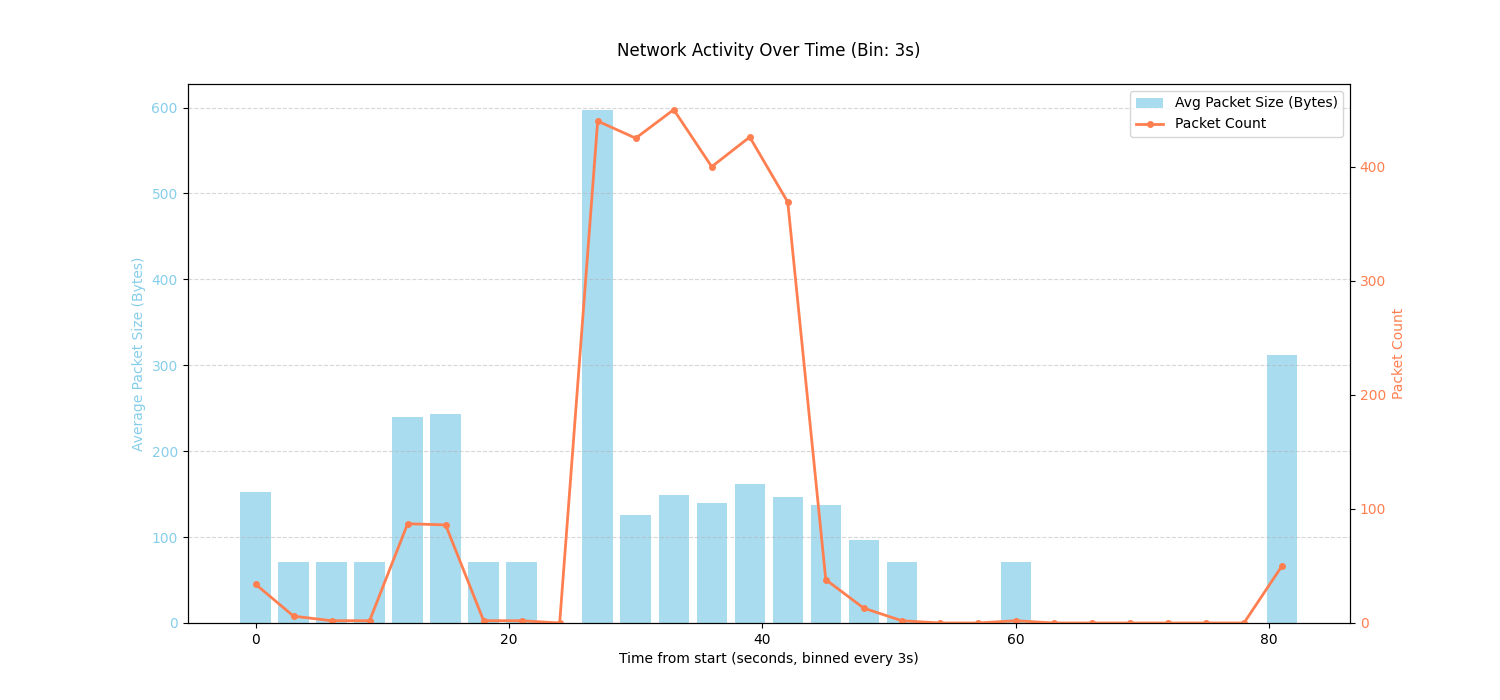 Network Activity Over Time (Bin: 3s)
Avg Packet Size (Bytes)
Packet Count
600
500
400
300
200
100
0
Average Packet Size (Bytes)
400
300
200
100
0
Packet Count
0 20 40 60 80
Time from start (seconds, binned every 3s)